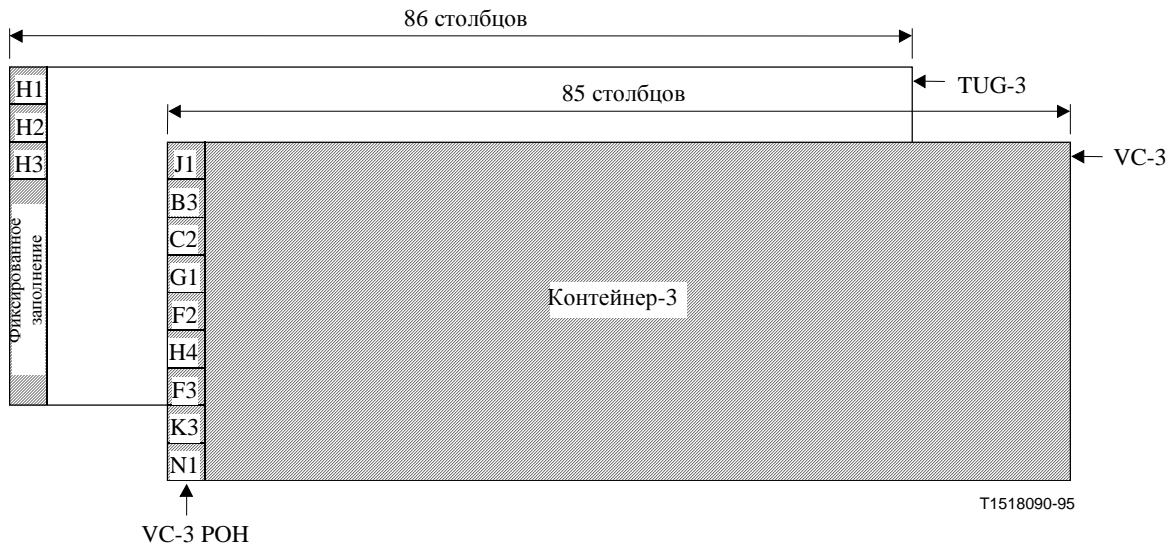 86 столбцов
TUG-3
85 столбцов
VC-3
H1
H2
H3
Фиксированное
заполнение
J1
B3
C2
G1
F2
H4
F3
K3
N1
Контейнер-3
T1518090-95
VC-3 POH